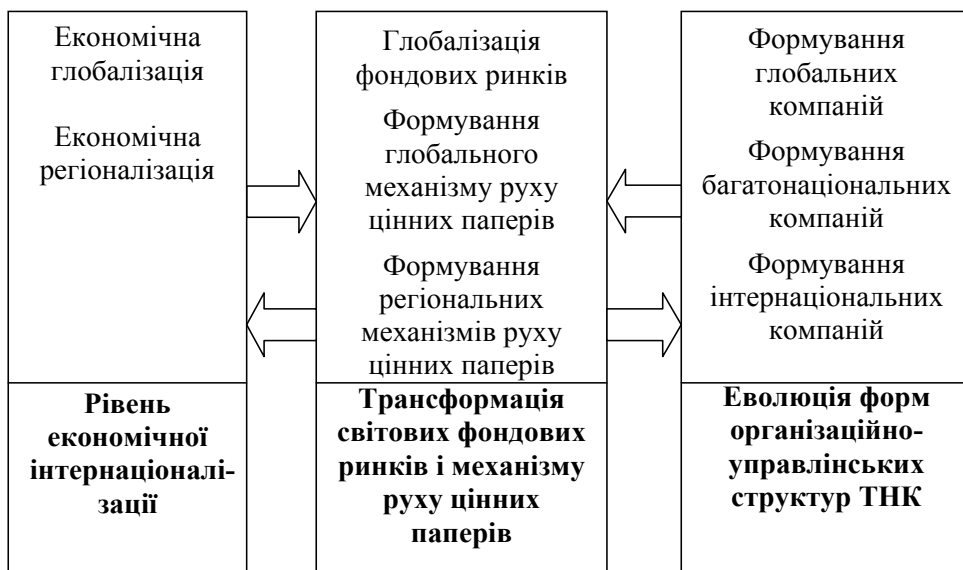 Економічна
глобалізація
Економічна
регіоналізація
Рівень
економічної
інтернаціоналі-
зації
Глобалізація
фондових ринків
Формування
глобального
механізму руху
цінних паперів
Формування
регіональних
механізмів руху
цінних паперів
Трансформація
світових фондових
ринків і механізму
руху цінних
паперів
Формування
глобальних
компаній
Формування
багатонаціональних
компаній
Формування
інтернаціональних
компаній
Еволюція форм
організаційно-
управлінських
структур ТНК